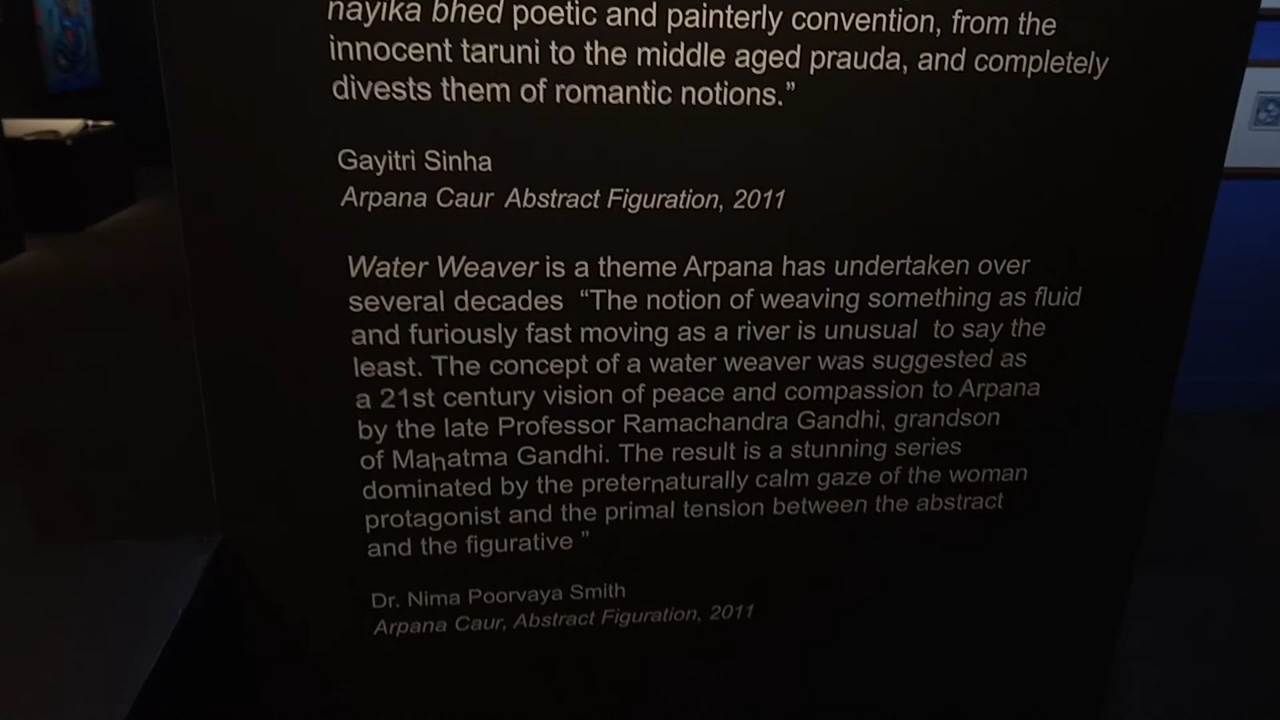 nayika bhed poetic and painterly convention, from the
innocent taruni to the middle aged prauda, and completely
divests them of romantic notions.”
Gayitri Sinha
Arpana Caur Abstract Figuration, 2011
Water Weaver is a theme Arpana has undertaken over
several decades “The notion of weaving something as fluid
and furiously fast moving as a river is unusual to say the
least. The concept of a water weaver was suggested as
a 21st century vision of peace and compassion to Arpana
by the late Professor Ramachandra Gandhi, grandson
of Mahatma Gandhi. The result is a stunning series
dominated by the preternaturally calm gaze of the woman
protagonist and the primal tension between the abstract
and the figurative ”
Dr. Nima Poorvaya Smith
Arpana Caur, Abstract Figuration, 2011